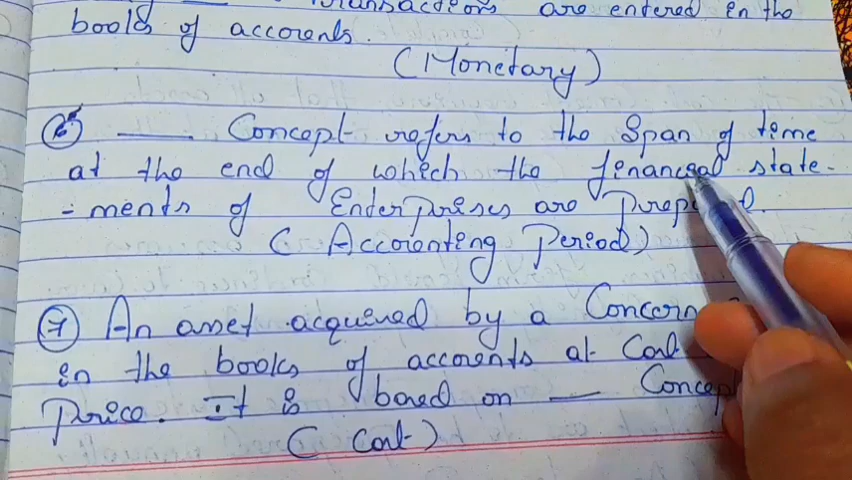 Transactions are entered in the
books of accounts.
(Monetary)
⑥ ___ Concept refers to the Span of time
at the end of which the financial state-
-ments of Enterprises are
(Accounting Period)
⑦ An asset acquired by a Concern
in the books of accounts at Cost
Price. It is based on ___ Concept
(Cost)